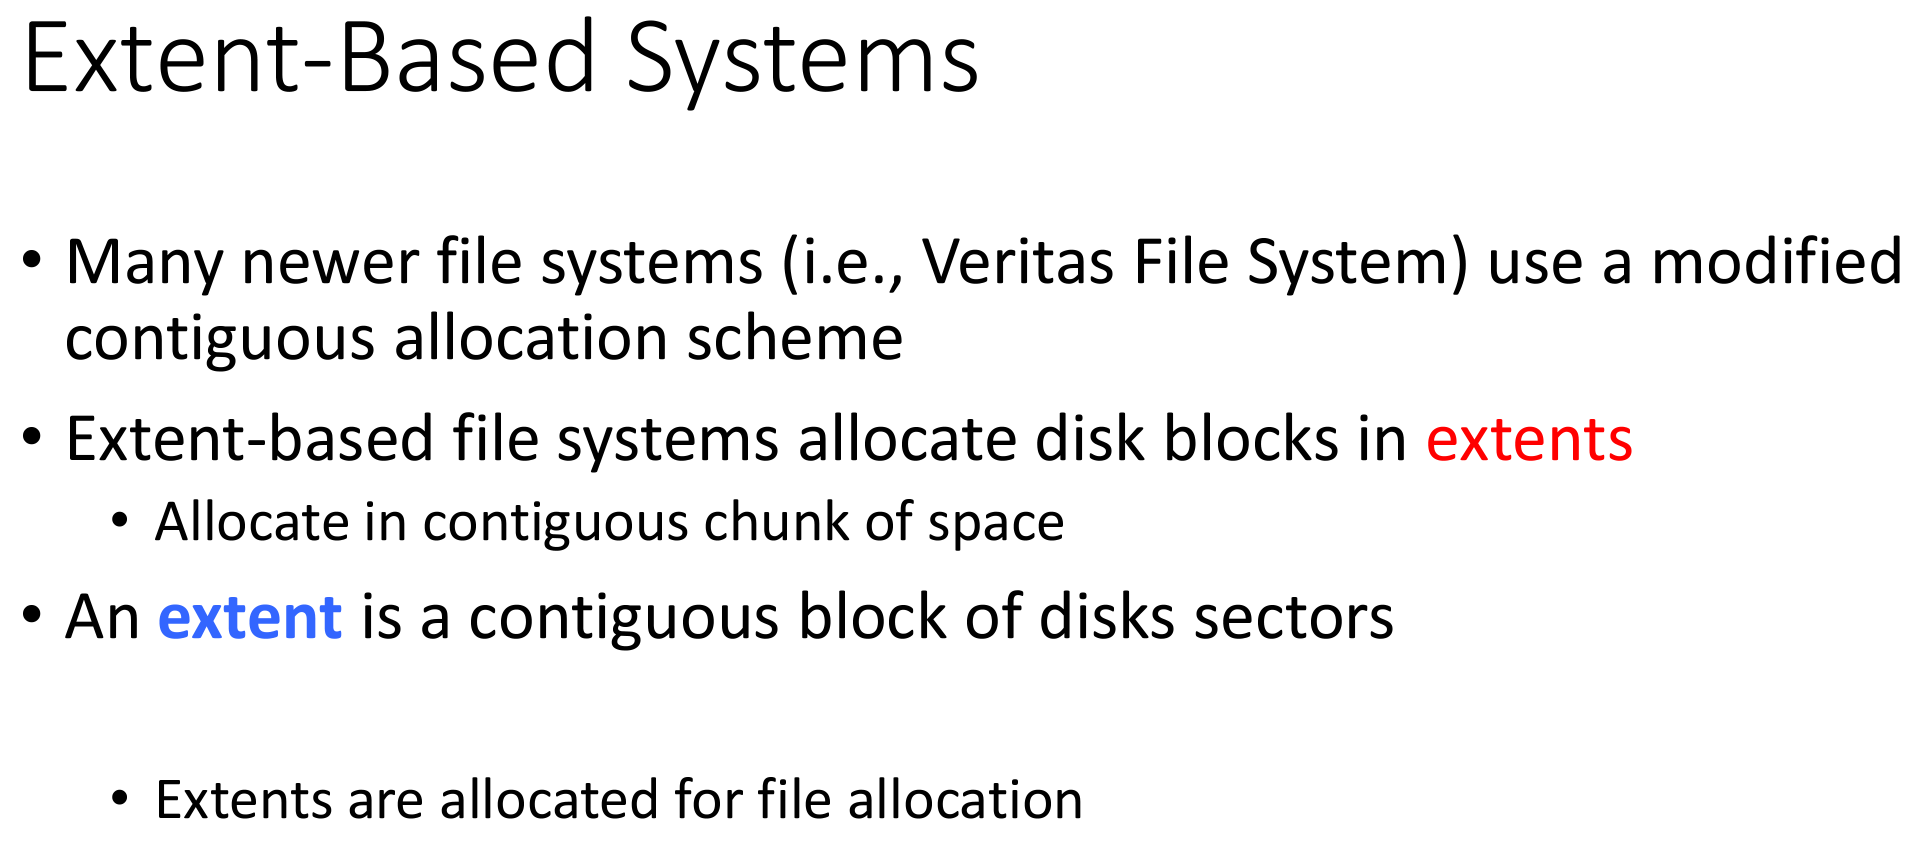 Extent-Based Systems
• Many newer file systems (i.e., Veritas File System) use a modified
contiguous allocation scheme
• Extent-based file systems allocate disk blocks in extents
• Allocate in contiguous chunk of space
• An extent is a contiguous block of disks sectors
• Extents are allocated for file allocation